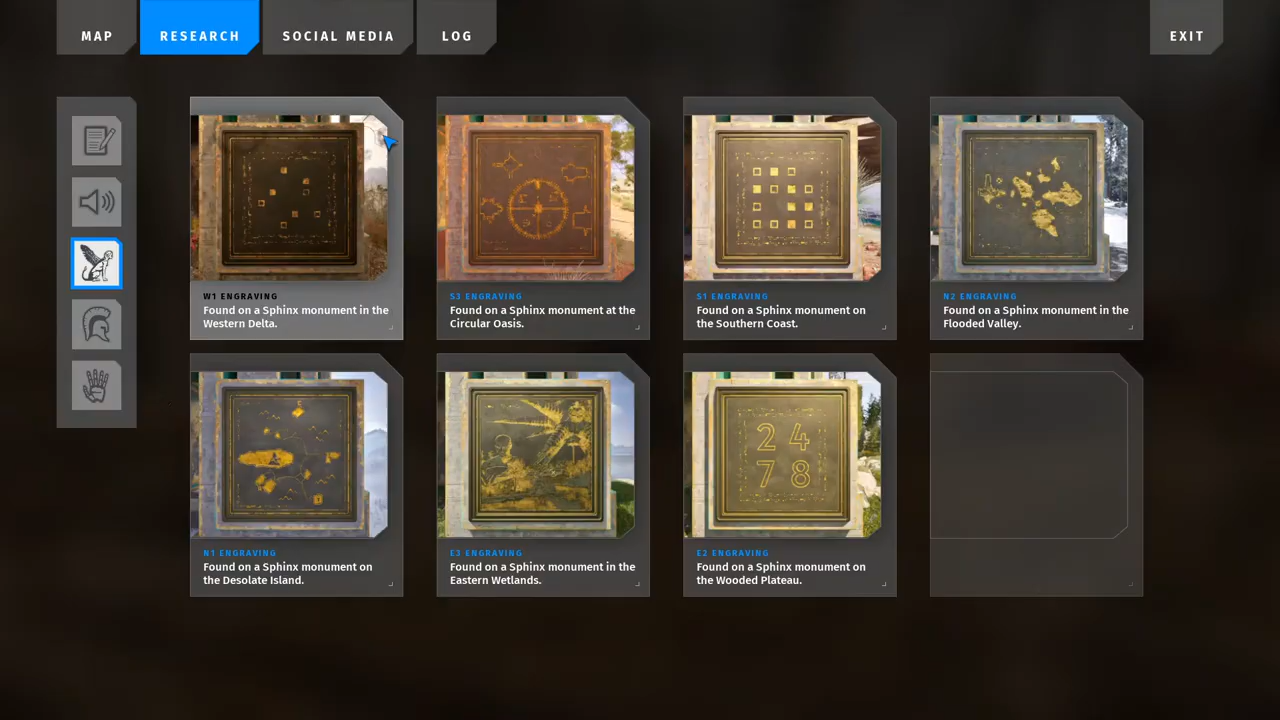 MAP
RESEARCH
SOCIAL MEDIA
LOG
EXIT
W1 ENGRAVING
Found on a Sphinx monument in the
Western Delta.
S3 ENGRAVING
Found on a Sphinx monument at the
Circular Oasis.
S1 ENGRAVING
Found on a Sphinx monument on
the Southern Coast.
N2 ENGRAVING
Found on a Sphinx monument in the
Flooded Valley.
2 4
7 8
N1 ENGRAVING
Found on a Sphinx monument on
the Desolate Island.
E3 ENGRAVING
Found on a Sphinx monument in the
Eastern Wetlands.
E2 ENGRAVING
Found on a Sphinx monument on
the Wooded Plateau.